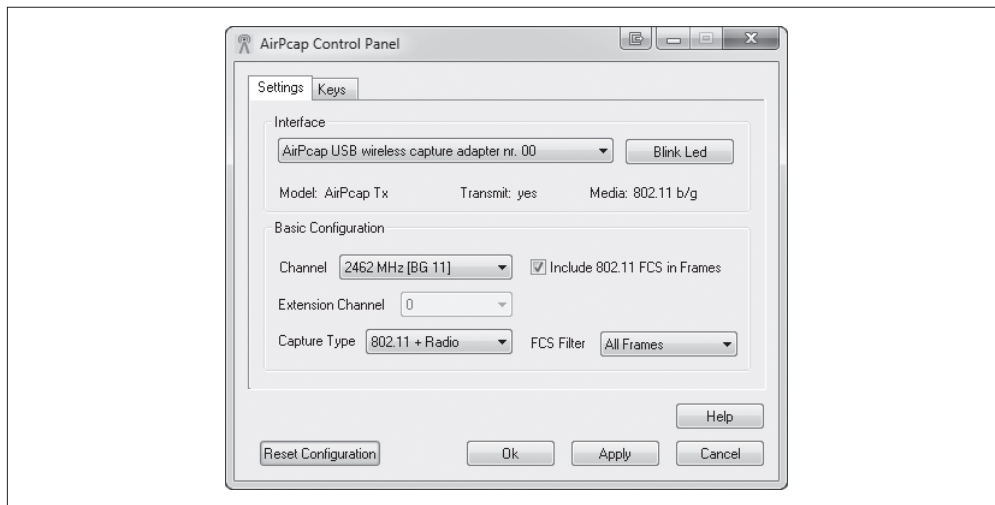 AirPcap Control Panel
Settings Keys
Interface
AirPcap USB wireless capture adapter nr. 00 Blink Led
Model: AirPcap Tx Transmit: yes Media: 802.11 b/g
Basic Configuration
Channel 2462 MHz [BG 11] Include 802.11 FCS in Frames
Extension Channel 0
Capture Type 802.11 + Radio FCS Filter All Frames
Help
Reset Configuration Ok Apply Cancel